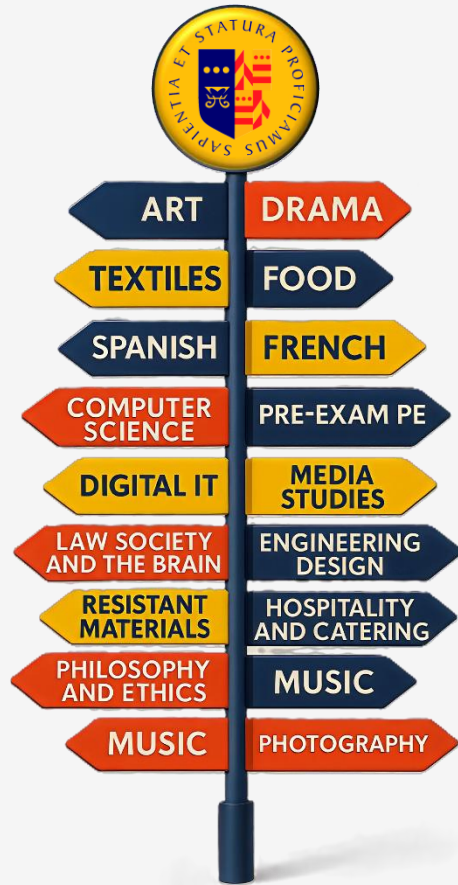 SAPIENTIA ET STATURA PROFICIAMUS
ART
DRAMA
TEXTILES
FOOD
SPANISH
FRENCH
COMPUTER
SCIENCE
PRE-EXAM PE
DIGITAL IT
MEDIA
STUDIES
LAW SOCIETY
AND THE BRAIN
ENGINEERING
DESIGN
RESISTANT
MATERIALS
HOSPITALITY
AND CATERING
PHILOSOPHY
AND ETHICS
MUSIC
MUSIC
PHOTOGRAPHY